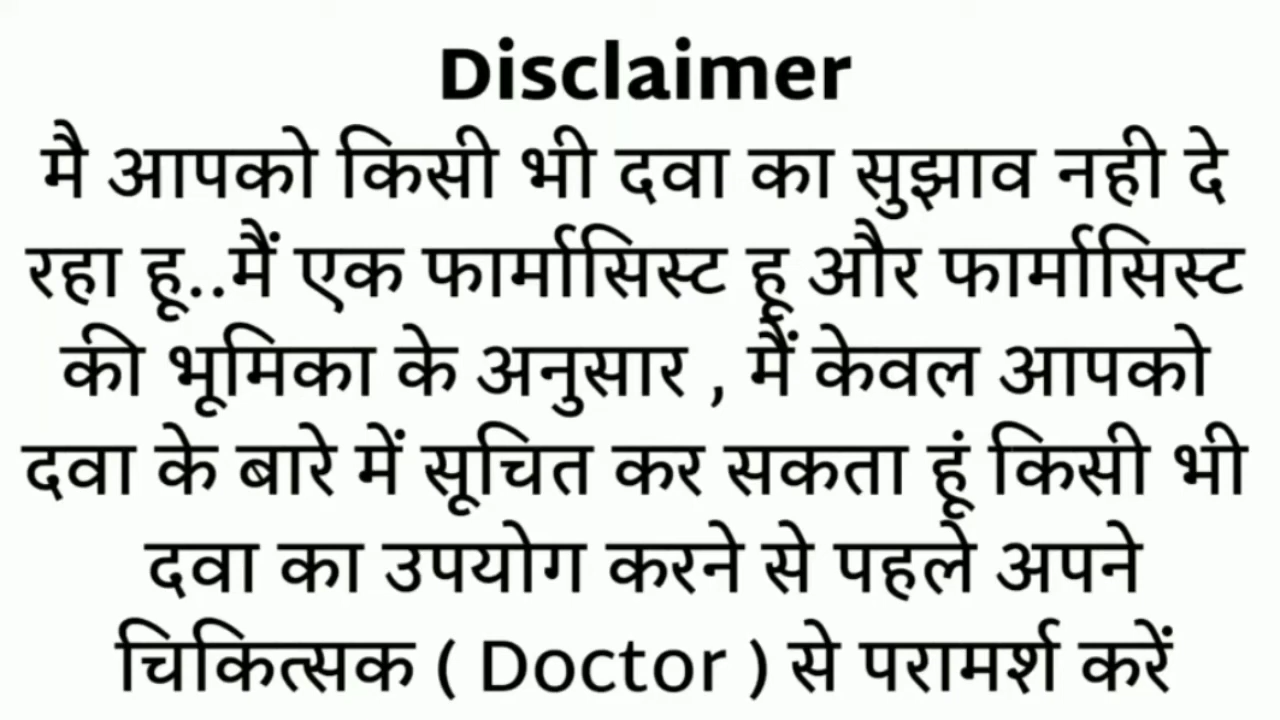 Disclaimer
मै आपको किसी भी दवा का सुझाव नही दे
रहा हू..मैं एक फार्मासिस्ट हू और फार्मासिस्ट
की भूमिका के अनुसार , मैं केवल आपको
दवा के बारे में सूचित कर सकता हूं किसी भी
दवा का उपयोग करने से पहले अपने
चिकित्सक ( Doctor ) से परामर्श करें